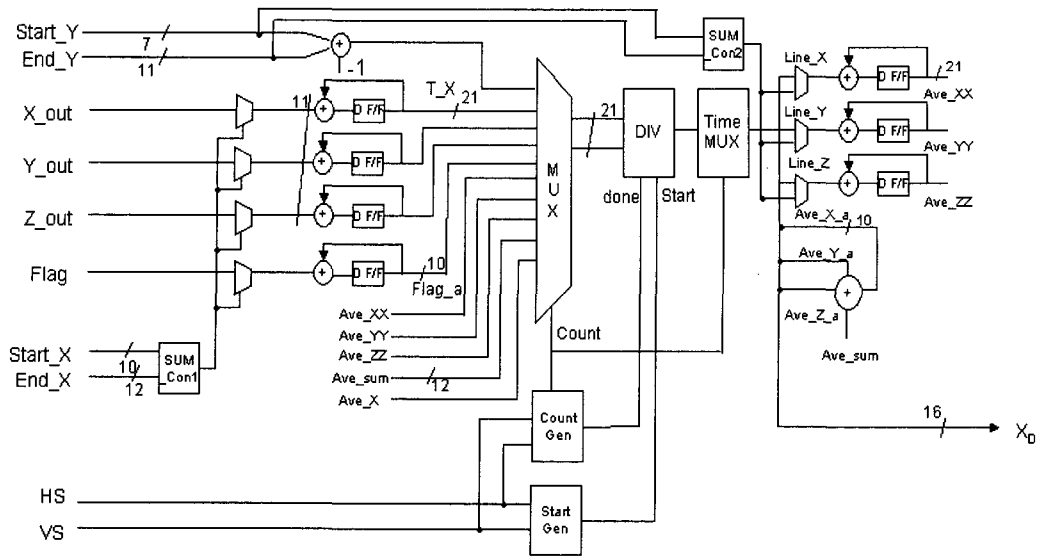 Start_Y
7
End_Y
11
-1
SUM
_Con2
X_out
11
D F/F
T_X
21
Y_out
D F/F
Z_out
D F/F
Flag
D F/F
10
Flag_a
M
U
X
21
DIV
Time
MUX
done
Start
Line_X
D F/F
21
Ave_XX
Line_Y
D F/F
Ave_YY
Line_Z
D F/F
Ave_ZZ
Ave_X_a
10
Ave_Y_a
Ave_Z_a
Ave_sum
Ave_XX
Ave_YY
Ave_ZZ
Ave_sum
12
Ave_X
Count
Start_X
10
End_X
12
SUM
_Con1
Count
Gen
16
X_D
HS
VS
Start
Gen